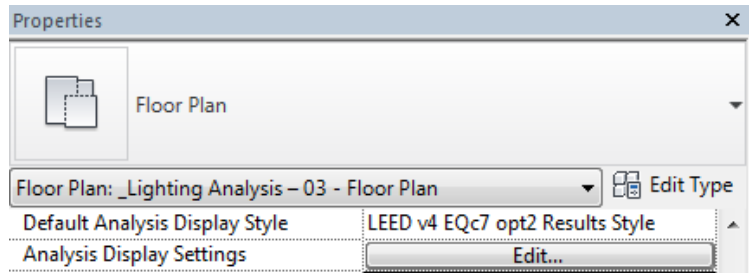 Properties
Floor Plan
Floor Plan: _Lighting Analysis – 03 - Floor Plan Edit Type
Default Analysis Display Style LEED v4 EQc7 opt2 Results Style
Analysis Display Settings Edit...